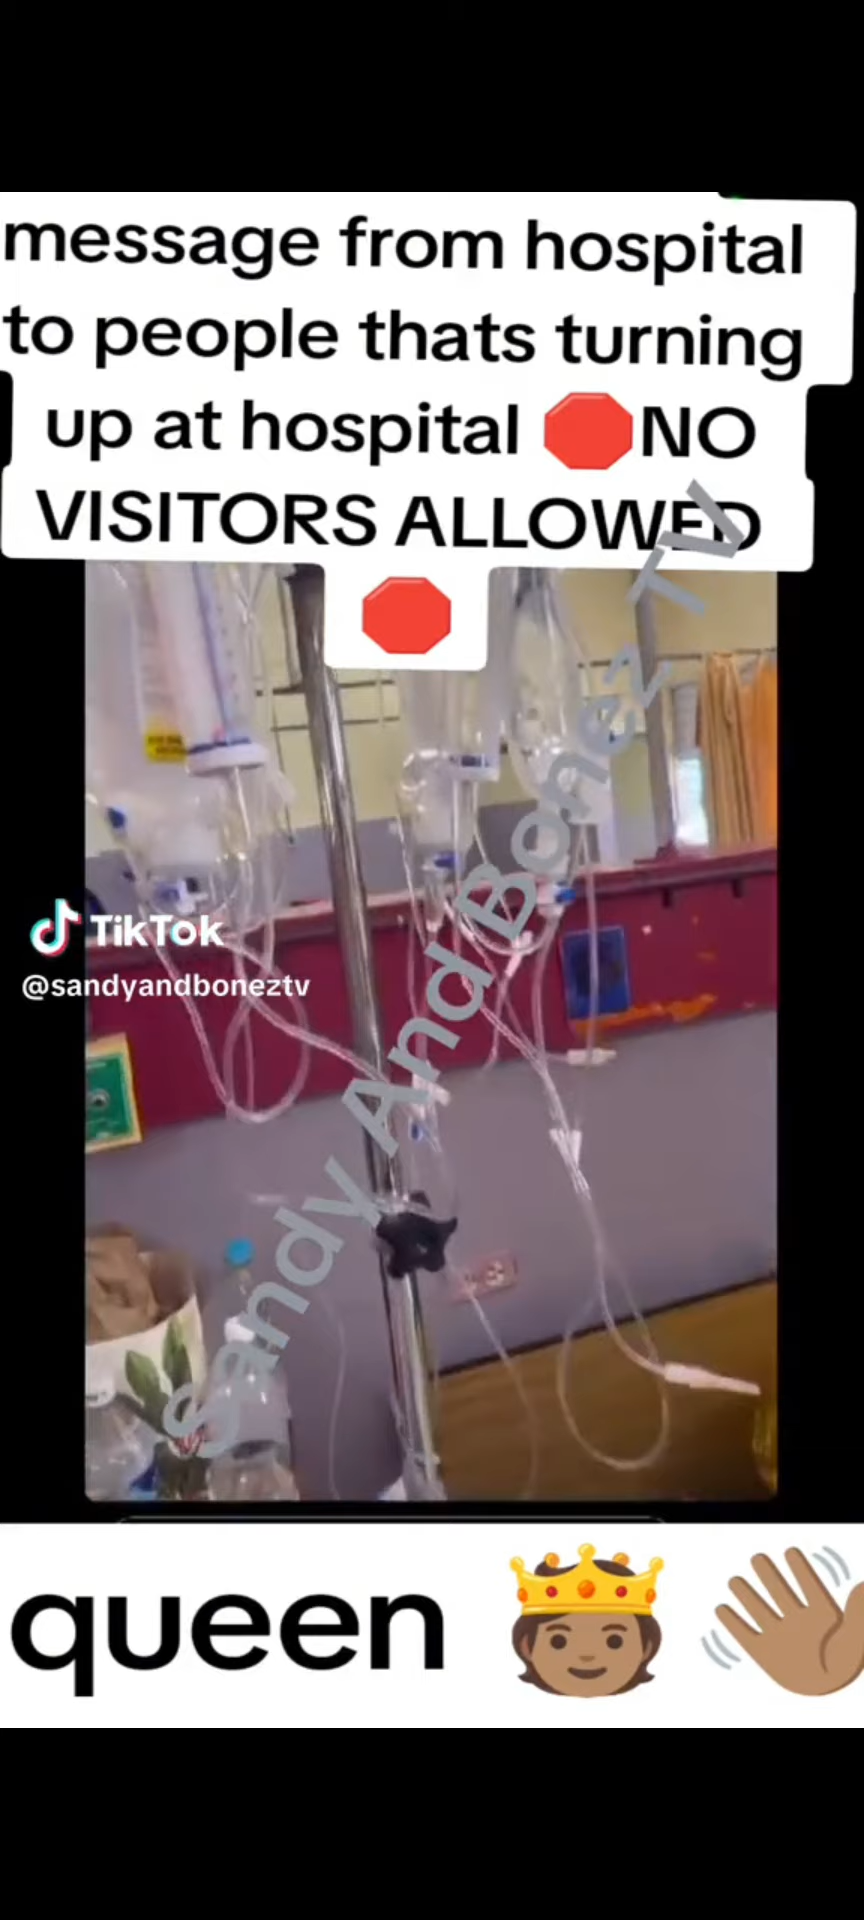 message from hospital
to people thats turning
up at hospital 🛑NO
VISITORS ALLOWED
🛑
TikTok
@sandyandboneztv
Sandy And Bonez TV
queen 👸🏽 👋🏽